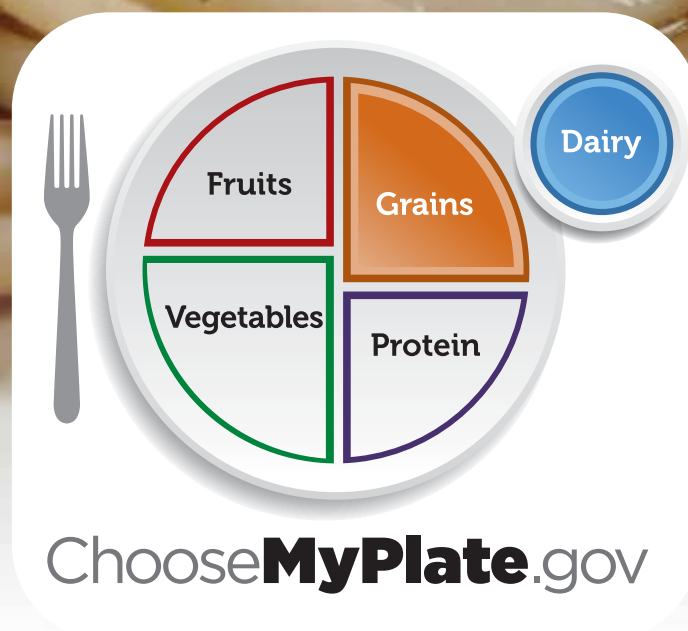 Dairy
Fruits
Grains
Vegetables
Protein
ChooseMyPlate.gov